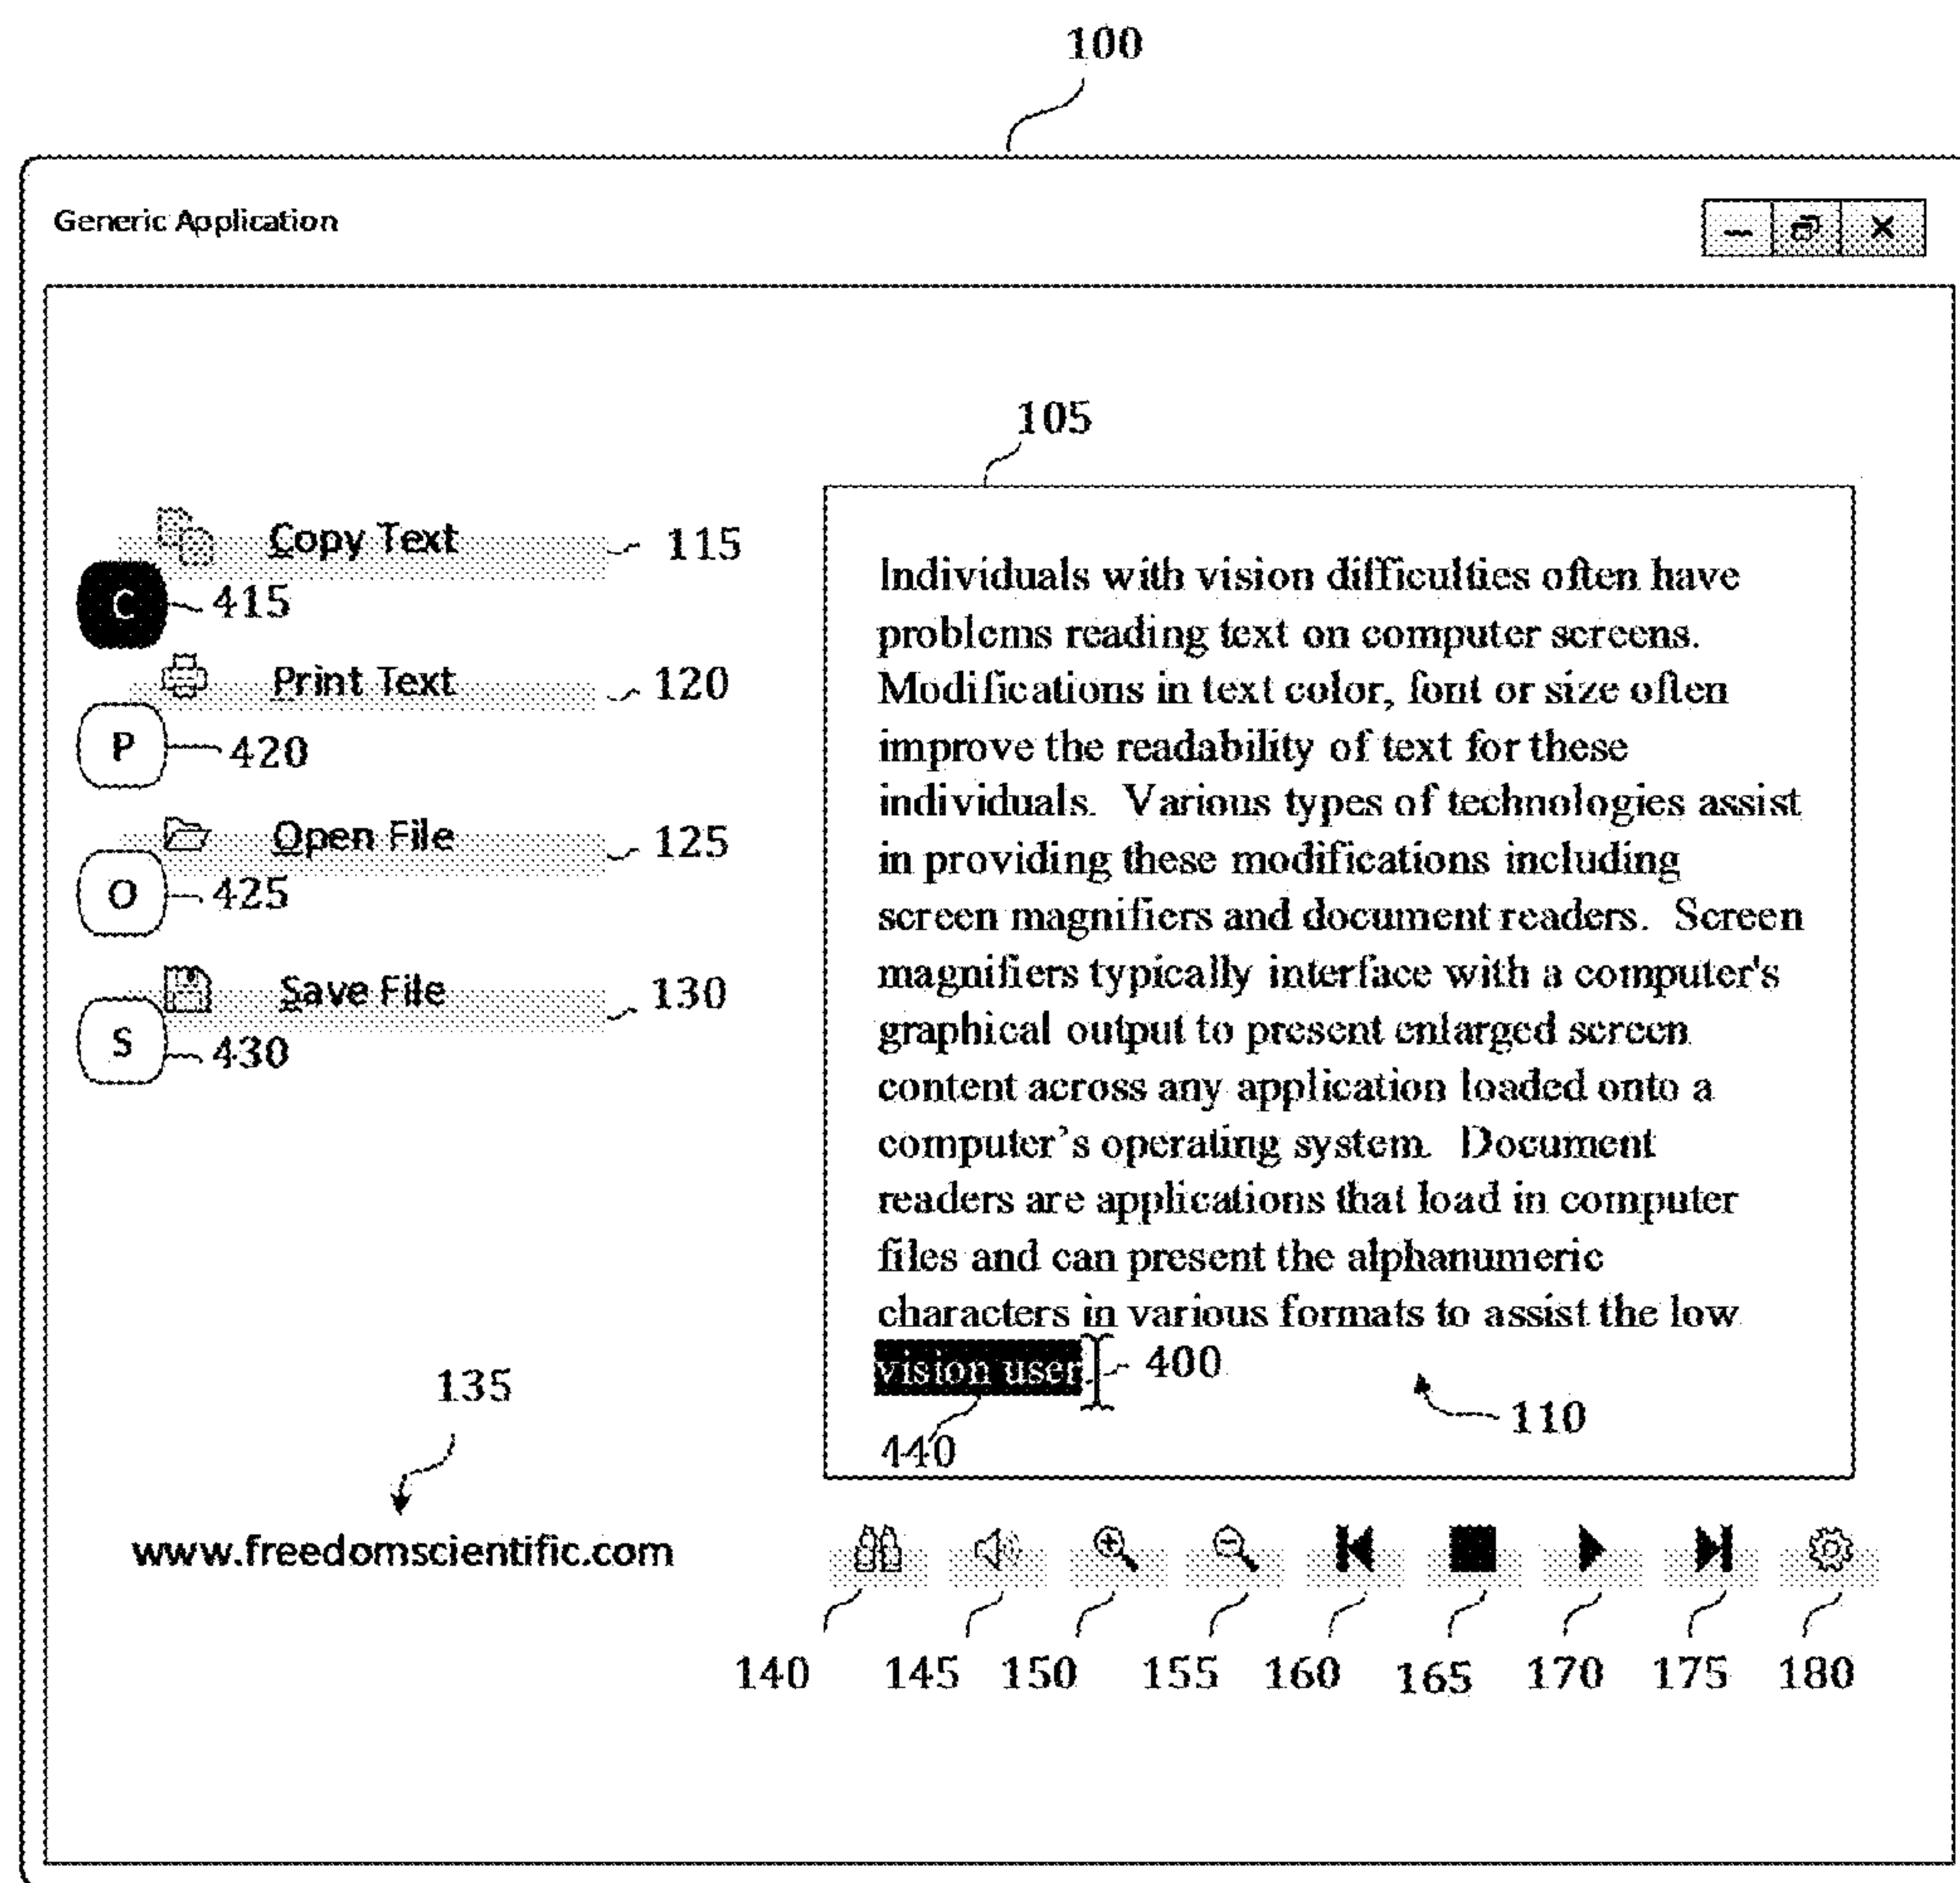 100
Generic Application
105
Copy Text 115
C 415
Print Text 120
P 420
Open File 125
O 425
Save File 130
S 430
Individuals with vision difficulties often have
problems reading text on computer screens.
Modifications in text color, font or size often
improve the readability of text for these
individuals. Various types of technologies assist
in providing these modifications including
screen magnifiers and document readers. Screen
magnifiers typically interface with a computer's
graphical output to present enlarged screen
content across any application loaded onto a
computer's operating system. Document
readers are applications that load in computer
files and can present the alphanumeric
characters in various formats to assist the low
vision user 400
110
440
135
www.freedomscientific.com
140 145 150 155 160 165 170 175 180